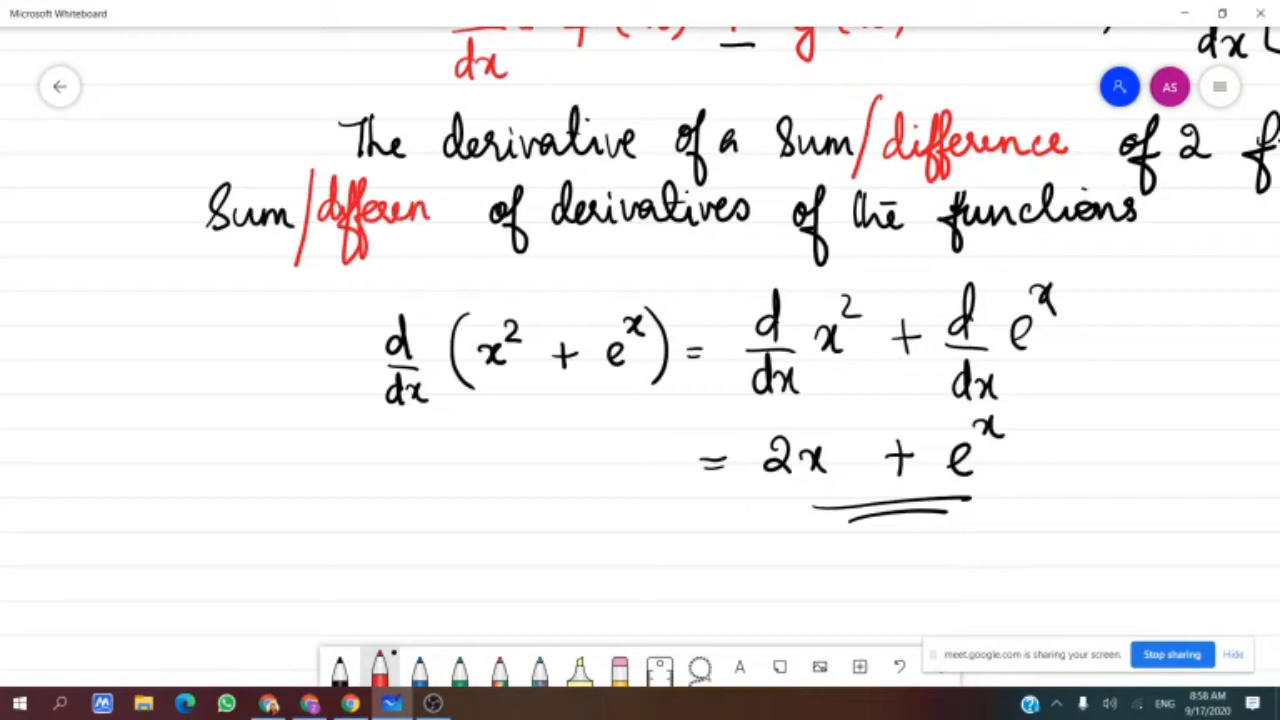 Microsoft Whiteboard
dx
dx
AS
The derivative of a Sum/difference of 2
Sum/differen of derivatives of the functions
d/dx (x² + eˣ) = d/dx x² + d/dx eˣ
= 2x + eˣ
meet.google.com is sharing your screen. Stop sharing Hide
A
ENG
8:58 AM
9/17/2020